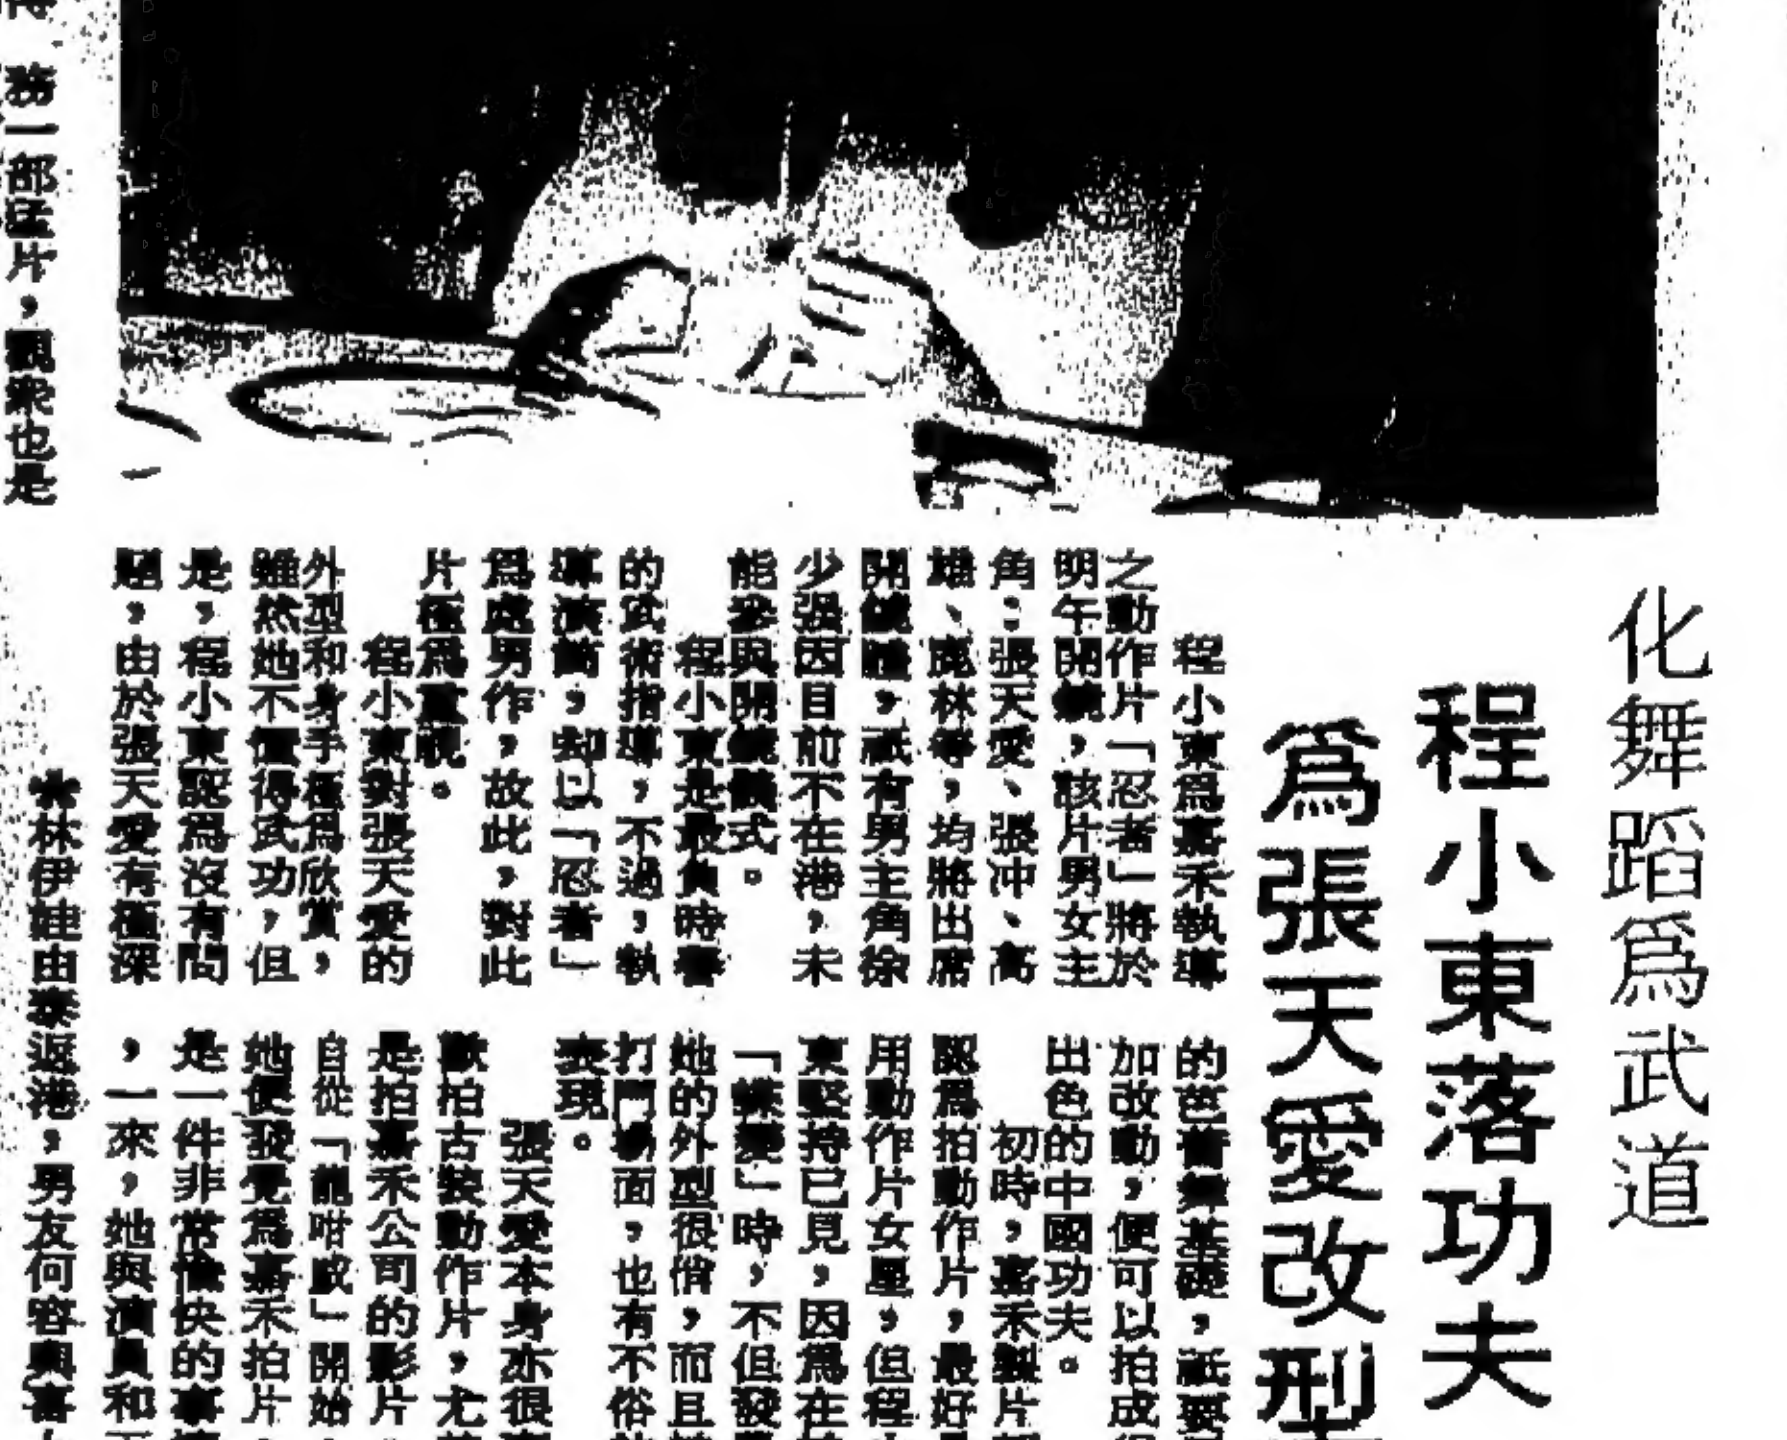 化舞蹈爲武道
程小東落功夫
爲張天愛改型
程小東爲嘉禾執導
之動作片「忍者」將於
明午開鏡，該片男女主
角：張天愛、張冲、高
雄、鹿林等，均將出席
開鏡禮，祇有男主角徐
少强因目前不在港，未
能參與開鏡儀式。
程小東是最負時譽
的武術指導，不過，執
導演筒，却以「忍者」
爲處男作，故此，對此
片極爲重視。
程小東對張天愛的
外型和身手極爲欣賞，
雖然她不懂得武功，但
是，程小東認爲沒有問
題，由於張天愛有極深
的芭蕾舞基礎，祇要
加改動，便可以拍成
出色的中國功夫。
初時，嘉禾製片
認爲拍動作片，最好
用動作片女星，但程
東堅持己見，因爲在
「蝶變」時，不但發
她的外型很俏，而且
打鬥場面，也有不俗
表現。
張天愛本身亦很
歡拍古裝動作片，尤
是拍嘉禾公司的影片
自從「龍咁威」開始
她便發覺爲嘉禾拍片
是一件非常愉快的事
，一來，她與演員和
林伊娃由泰返港，男友何容與喜
務一部猛片，觀衆也是